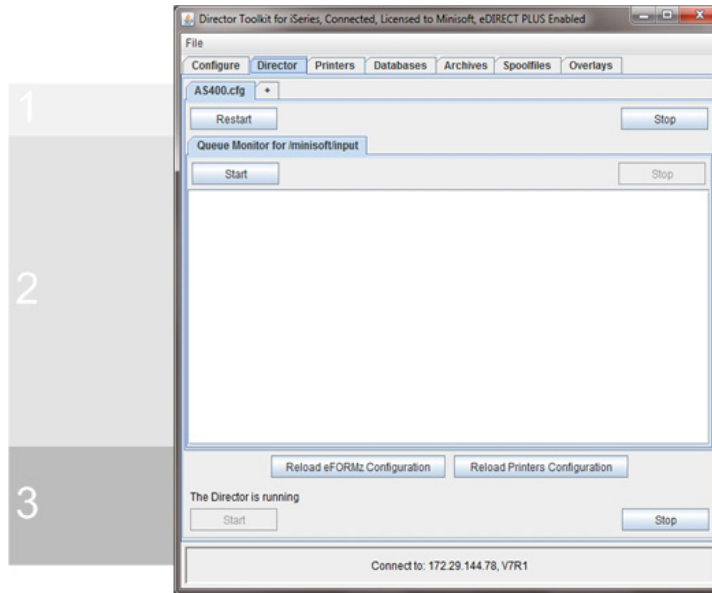 Director Toolkit for iSeries, Connected, Licensed to Minisoft, eDIRECT PLUS Enabled
File
Configure Director Printers Databases Archives Spoolfiles Overlays
AS400.cfg +
1
Restart Stop
Queue Monitor for /minisoft/input
Start Stop
2
Reload eFORMz Configuration Reload Printers Configuration
3
The Director is running
Start Stop
Connect to: 172.29.144.78, V7R1